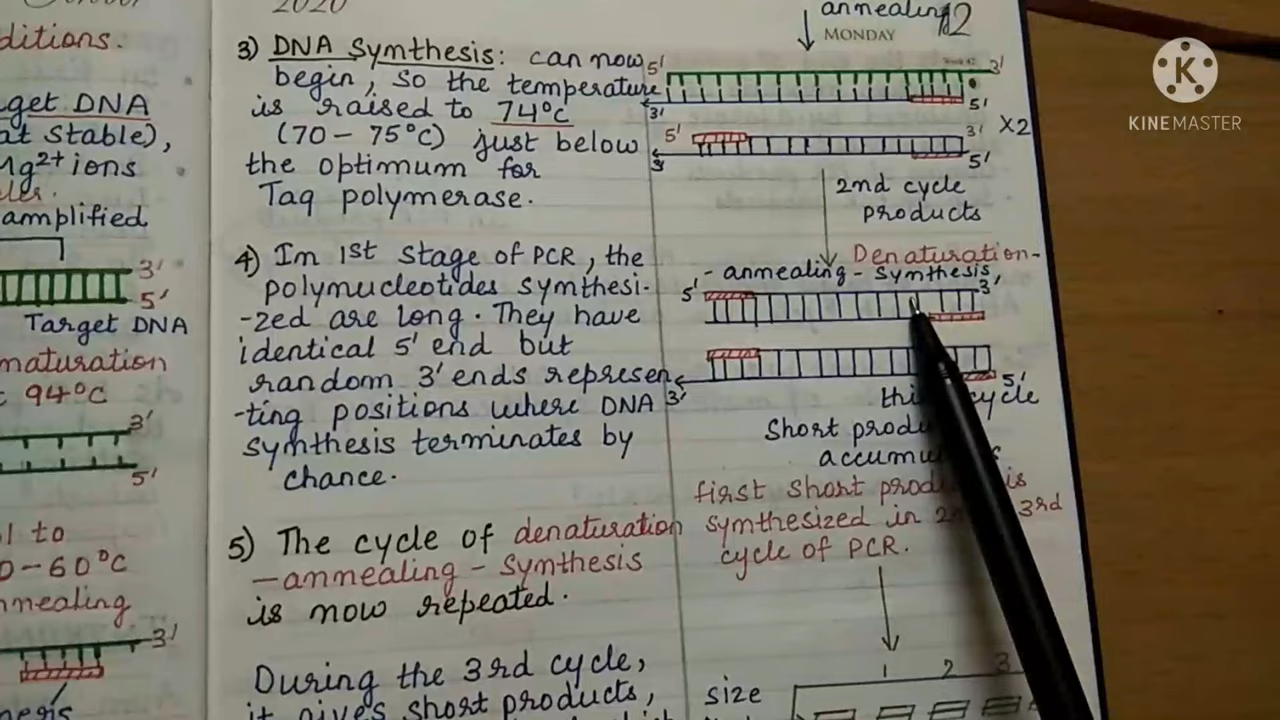 2020
ditions.
get DNA
at stable),
Mg2+ ions
amplified
3'
5'
Target DNA
naturation
94°C
3'
5'
l to
0-60°C
nnealing
3'
3) DNA Synthesis: can now
begin, so the temperature
is raised to 74°C
(70 - 75°C) just below
the optimum for
Taq polymerase.
4) In 1st stage of PCR, the
polynucleotides synthesi-
-zed are long. They have
identical 5' end but
random 3' ends represen
-ting positions where DNA
synthesis terminates by
chance.
5) The cycle of denaturation
-annealing - synthesis
is now repeated.
During the 3rd cycle,
it gives short products,
annealing
12
MONDAY
5' 3'
3' 5'
5' 3' X2
3' 5'
2nd cycle
products
Denaturation-
- annealing - synthesis,
5' 3'
3' 5'
cycle
Short produ
accum
first short produ is
synthesized in 3rd
cycle of PCR.
1 2 3
size
K
KINEMASTER